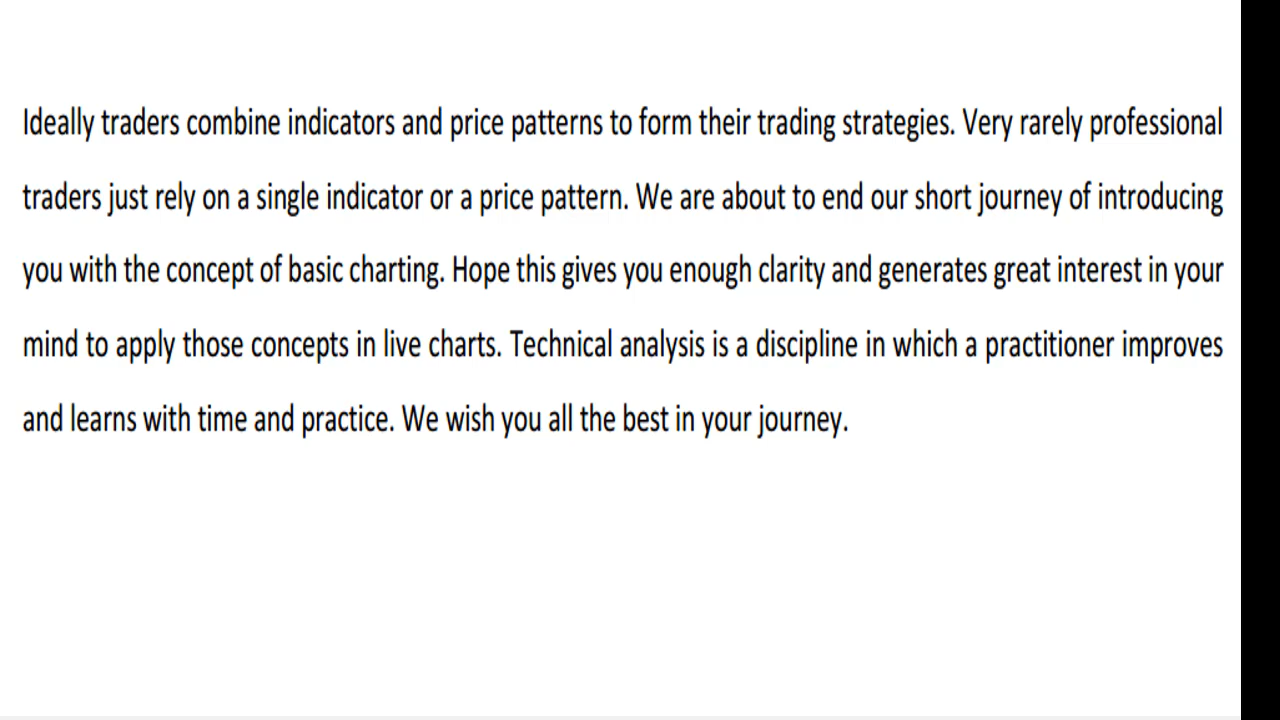 Ideally traders combine indicators and price patterns to form their trading strategies. Very rarely professional
traders just rely on a single indicator or a price pattern. We are about to end our short journey of introducing
you with the concept of basic charting. Hope this gives you enough clarity and generates great interest in your
mind to apply those concepts in live charts. Technical analysis is a discipline in which a practitioner improves
and learns with time and practice. We wish you all the best in your journey.